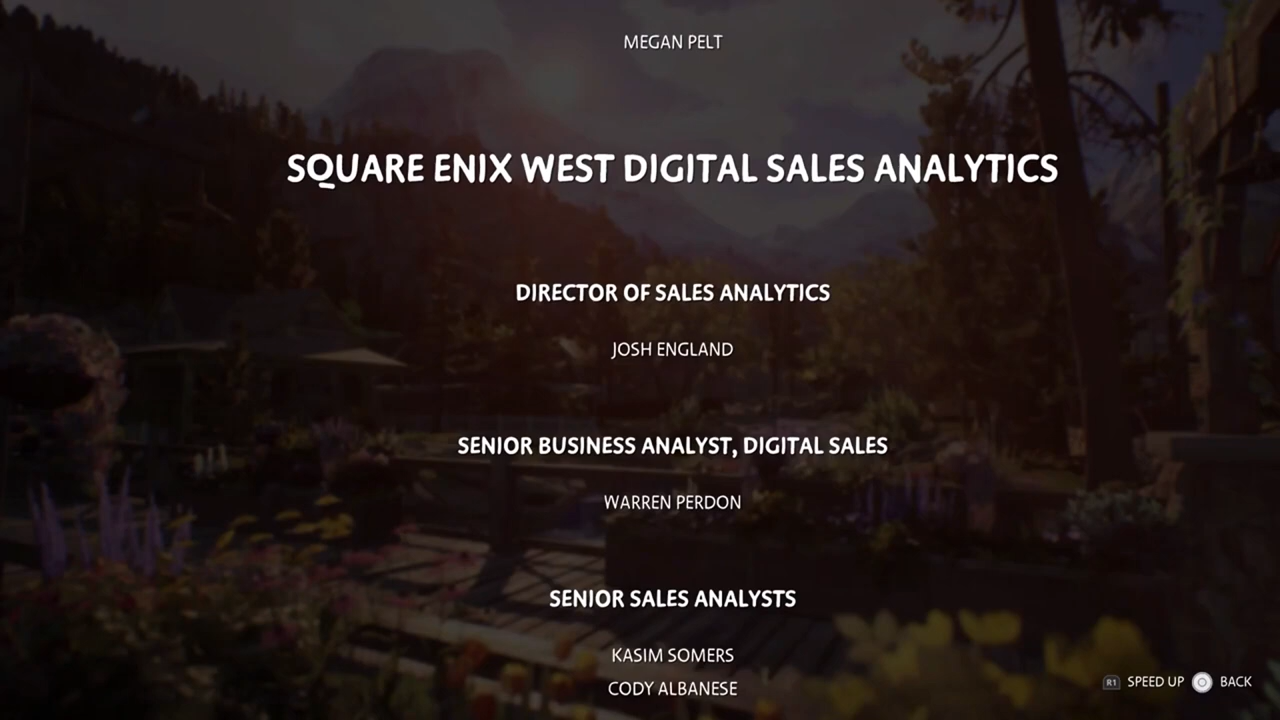 MEGAN PELT
SQUARE ENIX WEST DIGITAL SALES ANALYTICS
DIRECTOR OF SALES ANALYTICS
JOSH ENGLAND
SENIOR BUSINESS ANALYST, DIGITAL SALES
WARREN PERDON
SENIOR SALES ANALYSTS
KASIM SOMERS
CODY ALBANESE
R1 SPEED UP BACK